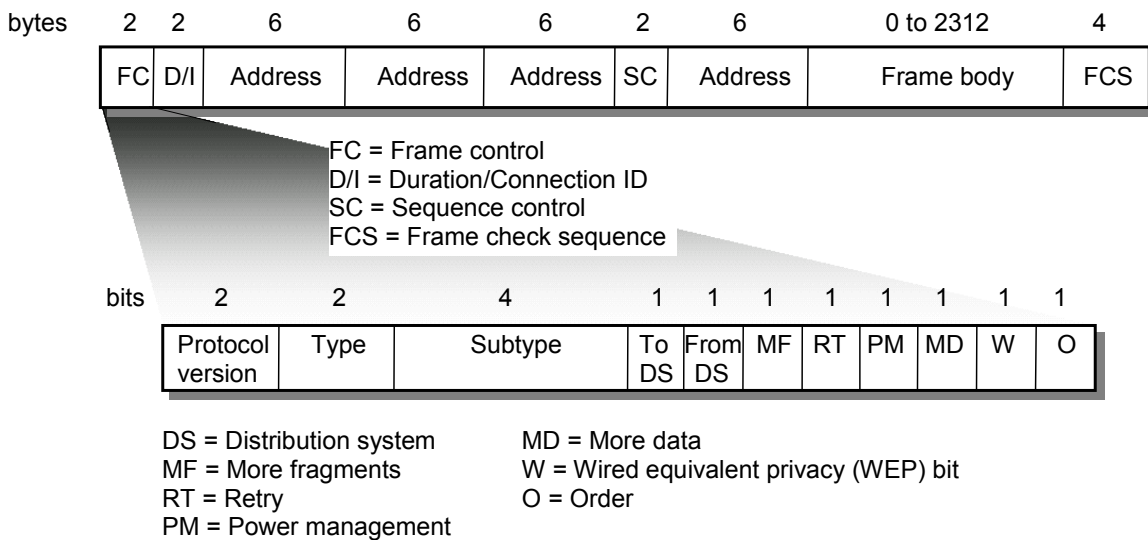 bytes 2 2 6 6 6 2 6 0 to 2312 4
FC D/I Address Address Address SC Address Frame body FCS
FC = Frame control
D/I = Duration/Connection ID
SC = Sequence control
FCS = Frame check sequence
bits 2 2 4 1 1 1 1 1 1 1 1
Protocol Type Subtype To From MF RT PM MD W O
version DS DS
DS = Distribution system MD = More data
MF = More fragments W = Wired equivalent privacy (WEP) bit
RT = Retry O = Order
PM = Power management